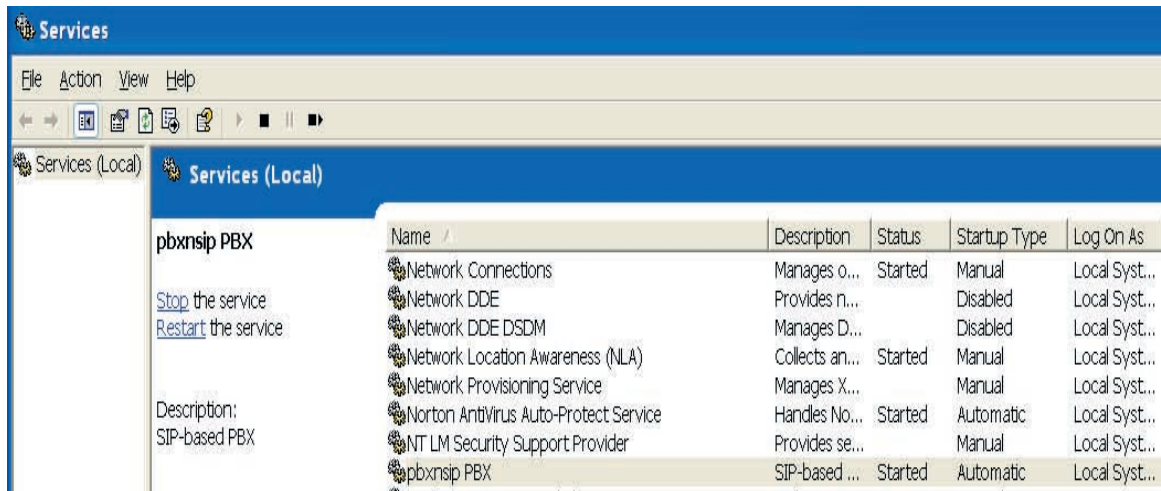 Services
File Action View Help
Services (Local)
Services (Local)
pbxnsip PBX
Stop the service
Restart the service
Description:
SIP-based PBX
Name Description Status Startup Type Log On As
Network Connections Manages o... Started Manual Local Syst...
Network DDE Provides n... Disabled Local Syst...
Network DDE DSDM Manages D... Disabled Local Syst...
Network Location Awareness (NLA) Collects an... Started Manual Local Syst...
Network Provisioning Service Manages X... Manual Local Syst...
Norton AntiVirus Auto-Protect Service Handles No... Started Automatic Local Syst...
NT LM Security Support Provider Provides se... Manual Local Syst...
pbxnsip PBX SIP-based ... Started Automatic Local Syst...